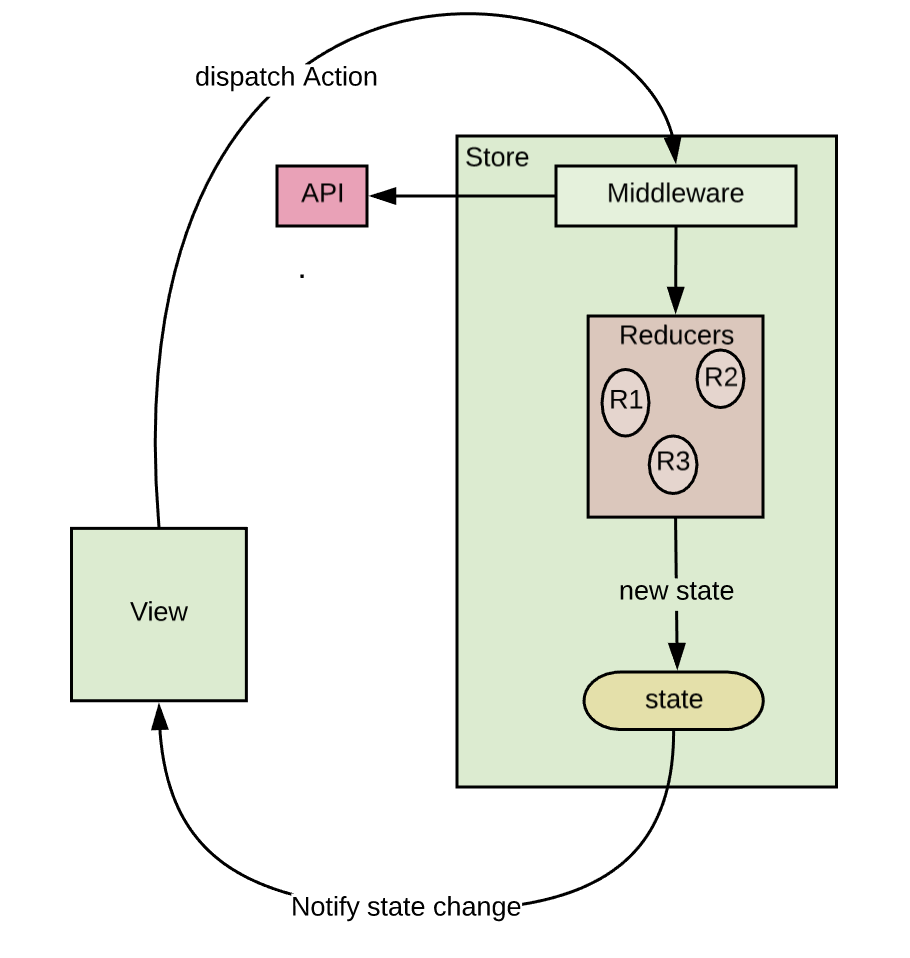 dispatch Action
Store
API
Middleware
.
Reducers
R1
R2
R3
new state
View
state
Notify state change